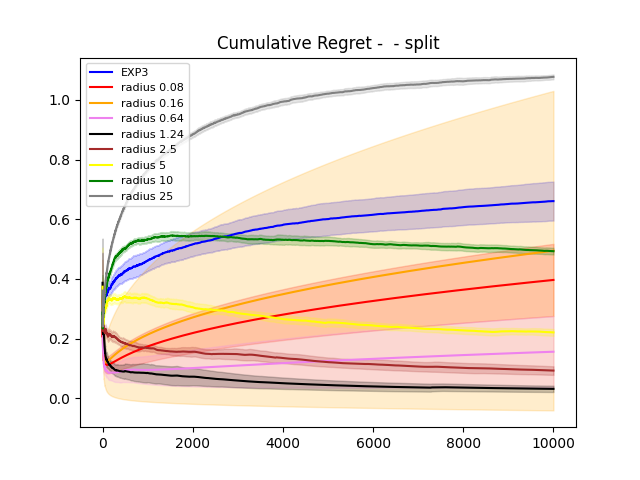 Cumulative Regret -  - split
EXP3
radius 0.08
radius 0.16
radius 0.64
radius 1.24
radius 2.5
radius 5
radius 10
radius 25
1.0
0.8
0.6
0.4
0.2
0.0
0 2000 4000 6000 8000 10000